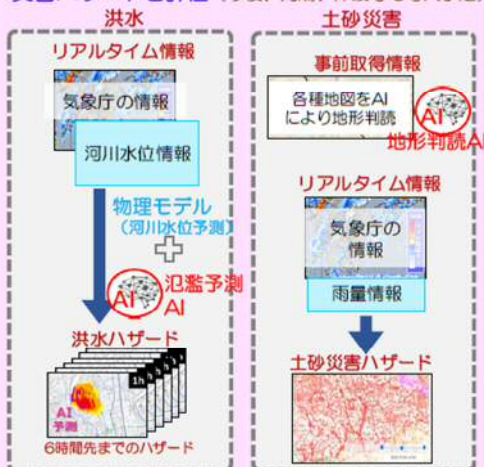 洪水
リアルタイム情報
気象庁の情報
河川水位情報
物理モデル
(河川水位予測)
AI
氾濫予測
AI
洪水ハザード
1h
AI
予測
6時間先までのハザード
土砂災害
事前取得情報
各種地図をAI
により地形判読
AI
地形判読AI
リアルタイム情報
気象庁の
情報
雨量情報
土砂災害ハザード